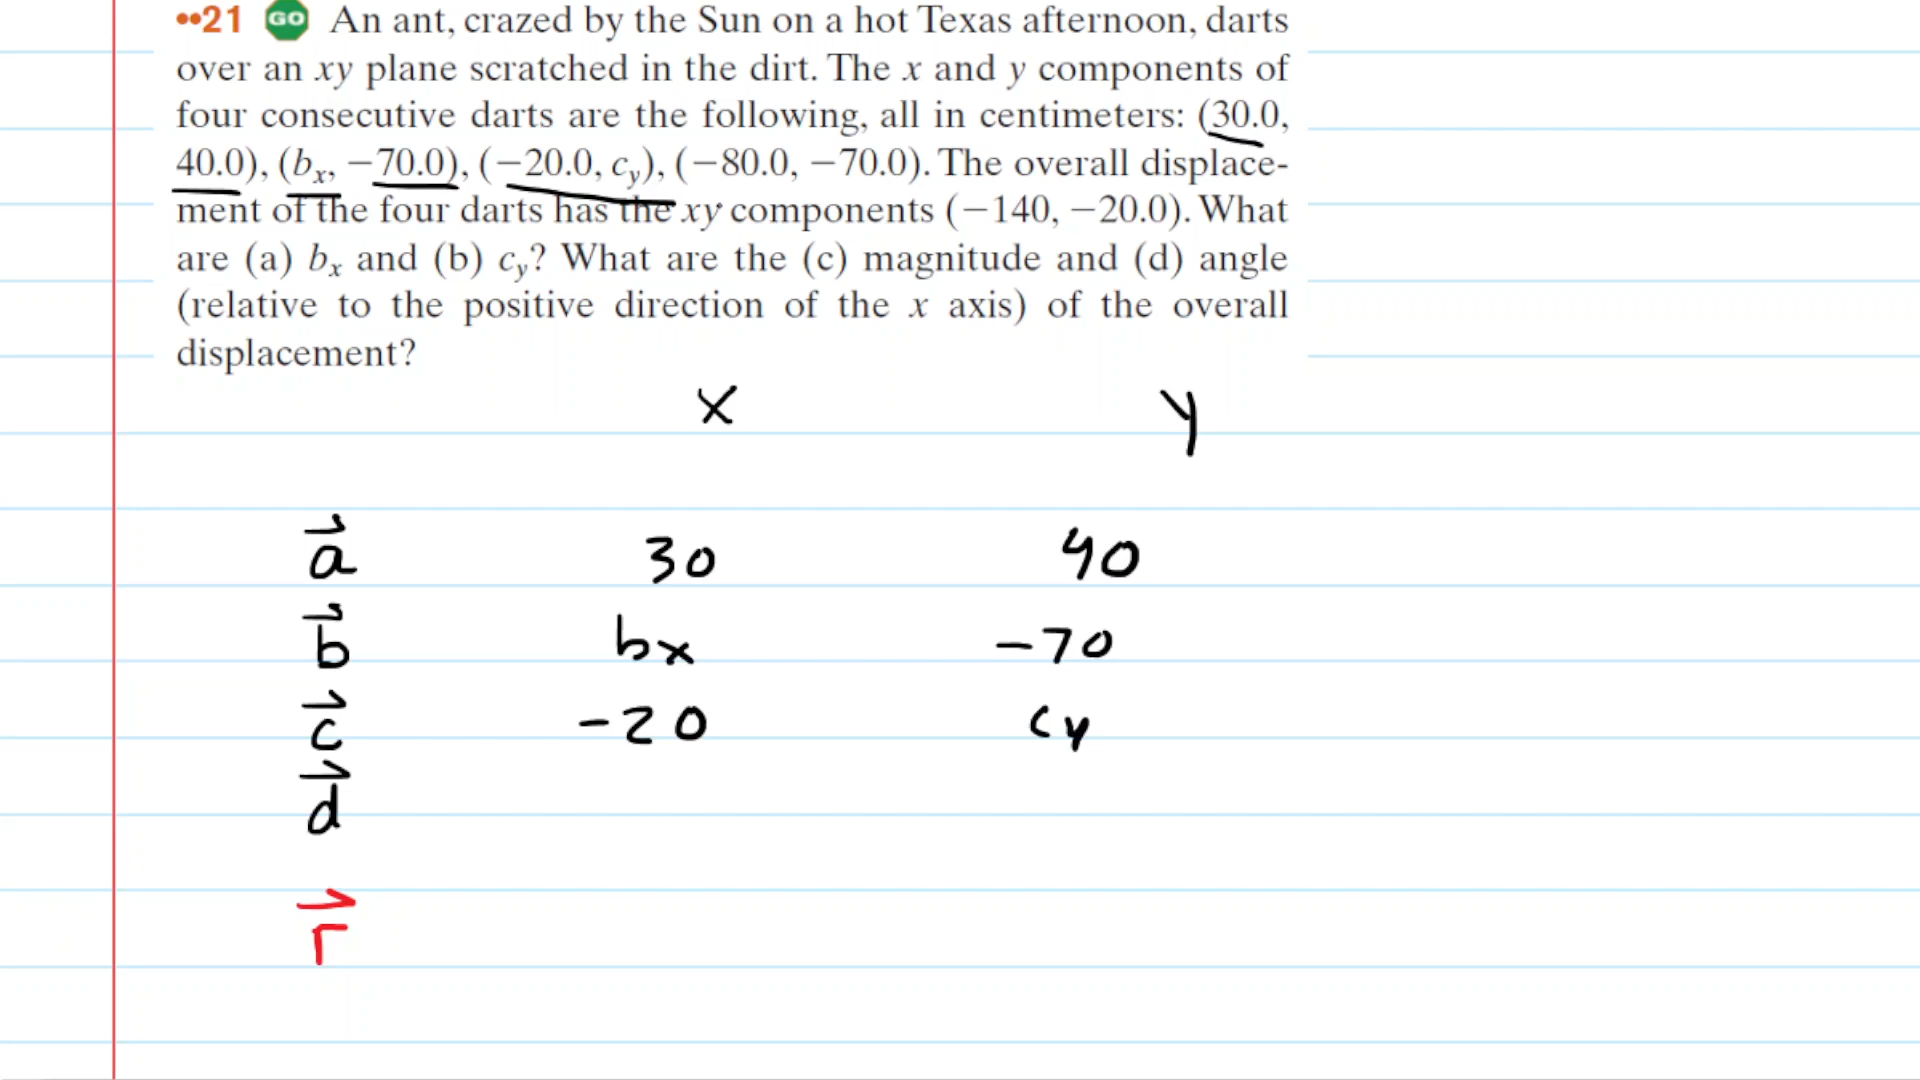 ••21 GO An ant, crazed by the Sun on a hot Texas afternoon, darts
over an xy plane scratched in the dirt. The x and y components of
four consecutive darts are the following, all in centimeters: (30.0,
40.0), (bₓ, −70.0), (−20.0, c_y), (−80.0, −70.0). The overall displace-
ment of the four darts has the xy components (−140, −20.0). What
are (a) bₓ and (b) c_y? What are the (c) magnitude and (d) angle
(relative to the positive direction of the x axis) of the overall
displacement?
x y
a⃗ 30 40
b⃗ bx -70
c⃗ -20 cy
d⃗
r⃗